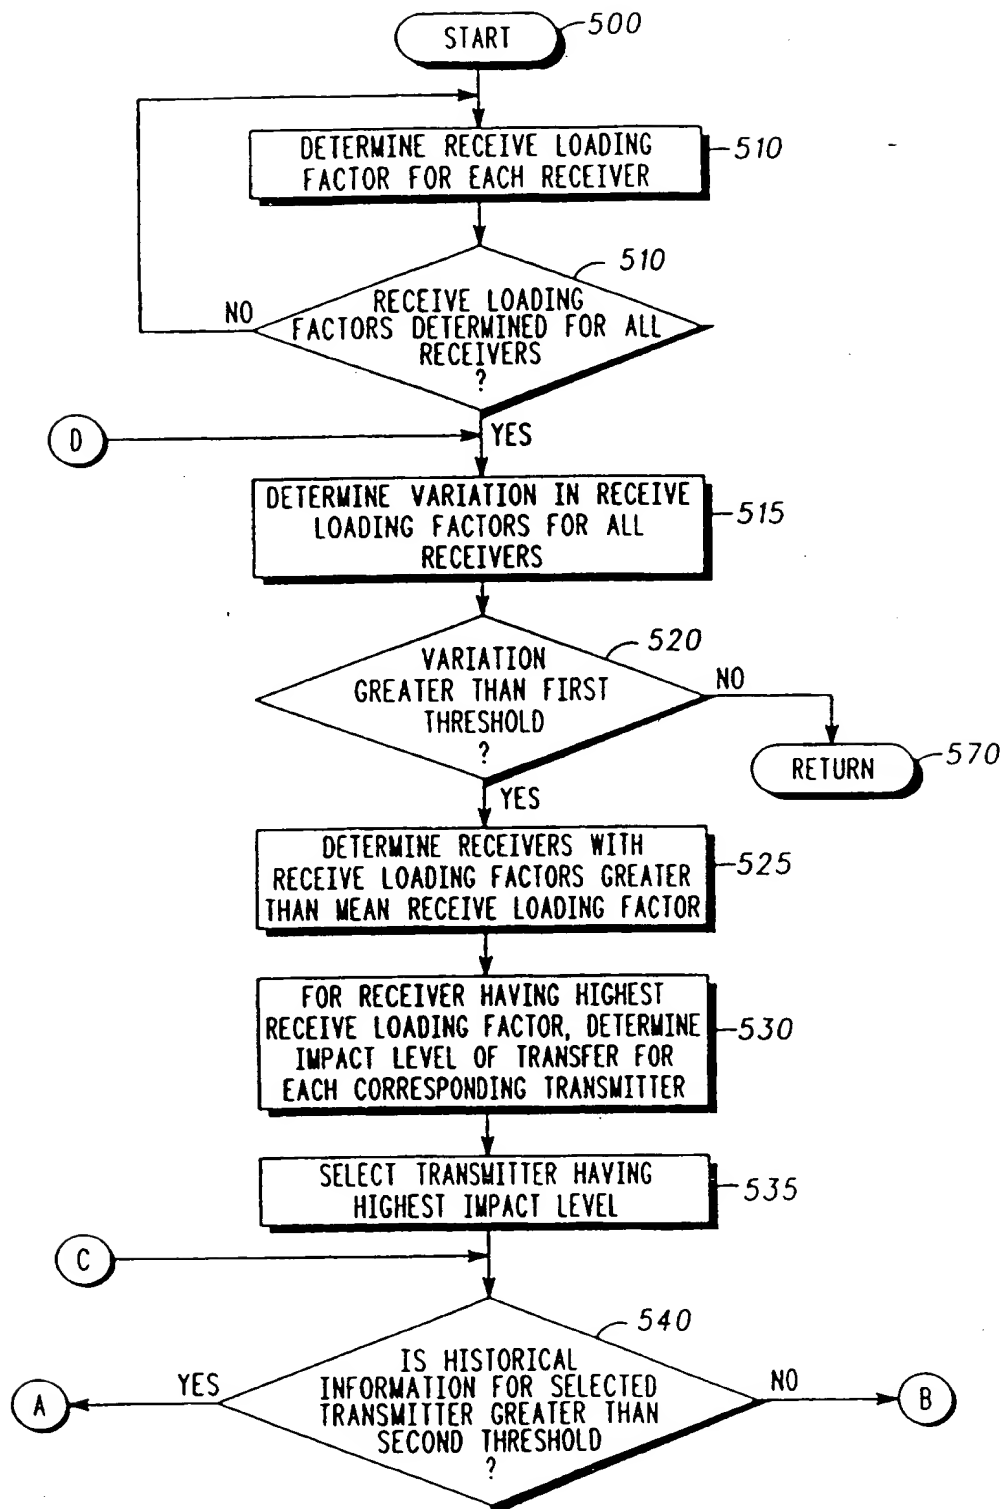 START
500
DETERMINE RECEIVE LOADING
FACTOR FOR EACH RECEIVER
510
510
RECEIVE LOADING
FACTORS DETERMINED FOR ALL
RECEIVERS
?
NO
D
YES
DETERMINE VARIATION IN RECEIVE
LOADING FACTORS FOR ALL
RECEIVERS
515
520
VARIATION
GREATER THAN FIRST
THRESHOLD
?
NO
RETURN
570
YES
DETERMINE RECEIVERS WITH
RECEIVE LOADING FACTORS GREATER
THAN MEAN RECEIVE LOADING FACTOR
525
FOR RECEIVER HAVING HIGHEST
RECEIVE LOADING FACTOR, DETERMINE
IMPACT LEVEL OF TRANSFER FOR
EACH CORRESPONDING TRANSMITTER
530
SELECT TRANSMITTER HAVING
HIGHEST IMPACT LEVEL
535
C
540
IS HISTORICAL
INFORMATION FOR SELECTED
TRANSMITTER GREATER THAN
SECOND THRESHOLD
?
YES
A
NO
B